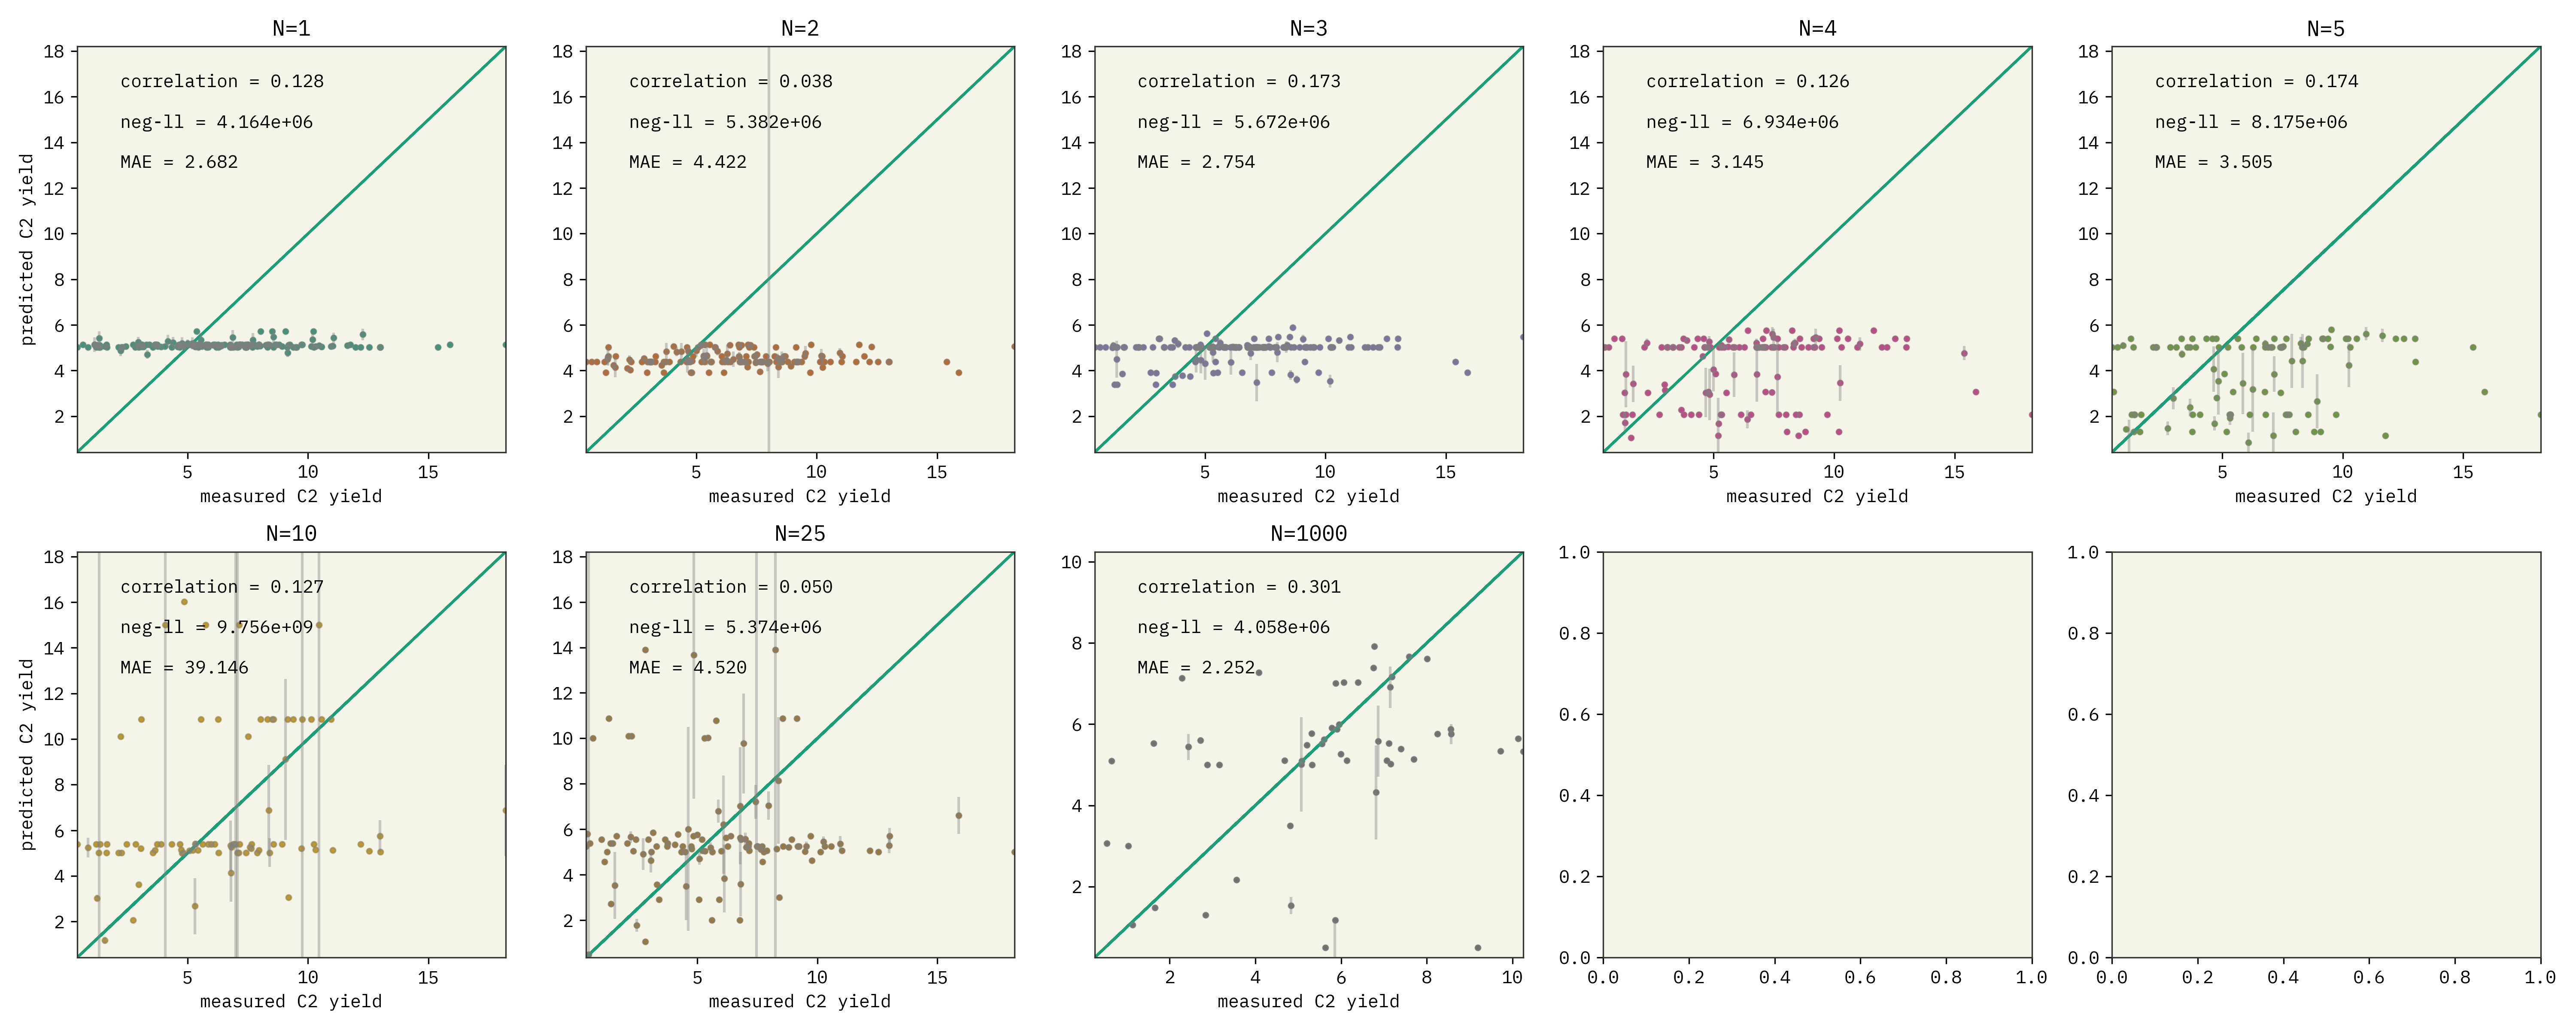 N=1
N=2
N=3
N=4
N=5
correlation = 0.128
neg-ll = 4.164e+06
MAE = 2.682
predicted C2 yield
18
16
14
12
10
8
6
4
2
5 10 15
measured C2 yield
correlation = 0.038
neg-ll = 5.382e+06
MAE = 4.422
18
16
14
12
10
8
6
4
2
5 10 15
measured C2 yield
correlation = 0.173
neg-ll = 5.672e+06
MAE = 2.754
18
16
14
12
10
8
6
4
2
5 10 15
measured C2 yield
correlation = 0.126
neg-ll = 6.934e+06
MAE = 3.145
18
16
14
12
10
8
6
4
2
5 10 15
measured C2 yield
correlation = 0.174
neg-ll = 8.175e+06
MAE = 3.505
18
16
14
12
10
8
6
4
2
5 10 15
measured C2 yield
N=10
N=25
N=1000
correlation = 0.127
neg-ll = 9.756e+09
MAE = 39.146
predicted C2 yield
18
16
14
12
10
8
6
4
2
5 10 15
measured C2 yield
correlation = 0.050
neg-ll = 5.374e+06
MAE = 4.520
18
16
14
12
10
8
6
4
2
5 10 15
measured C2 yield
correlation = 0.301
neg-ll = 4.058e+06
MAE = 2.252
10
8
6
4
2
2 4 6 8 10
measured C2 yield
1.0
0.8
0.6
0.4
0.2
0.0
0.0 0.2 0.4 0.6 0.8 1.0
1.0
0.8
0.6
0.4
0.2
0.0
0.0 0.2 0.4 0.6 0.8 1.0